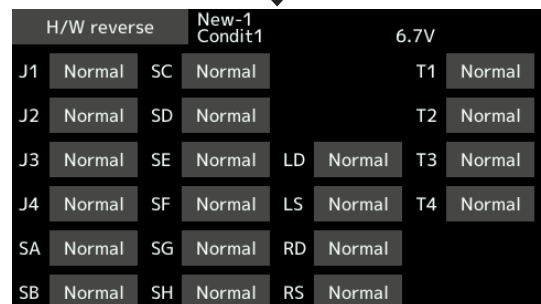 H/W reverse New-1
Condit1 6.7V
J1 Normal SC Normal T1 Normal
J2 Normal SD Normal T2 Normal
J3 Normal SE Normal LD Normal T3 Normal
J4 Normal SF Normal LS Normal T4 Normal
SA Normal SG Normal RD Normal
SB Normal SH Normal RS Normal